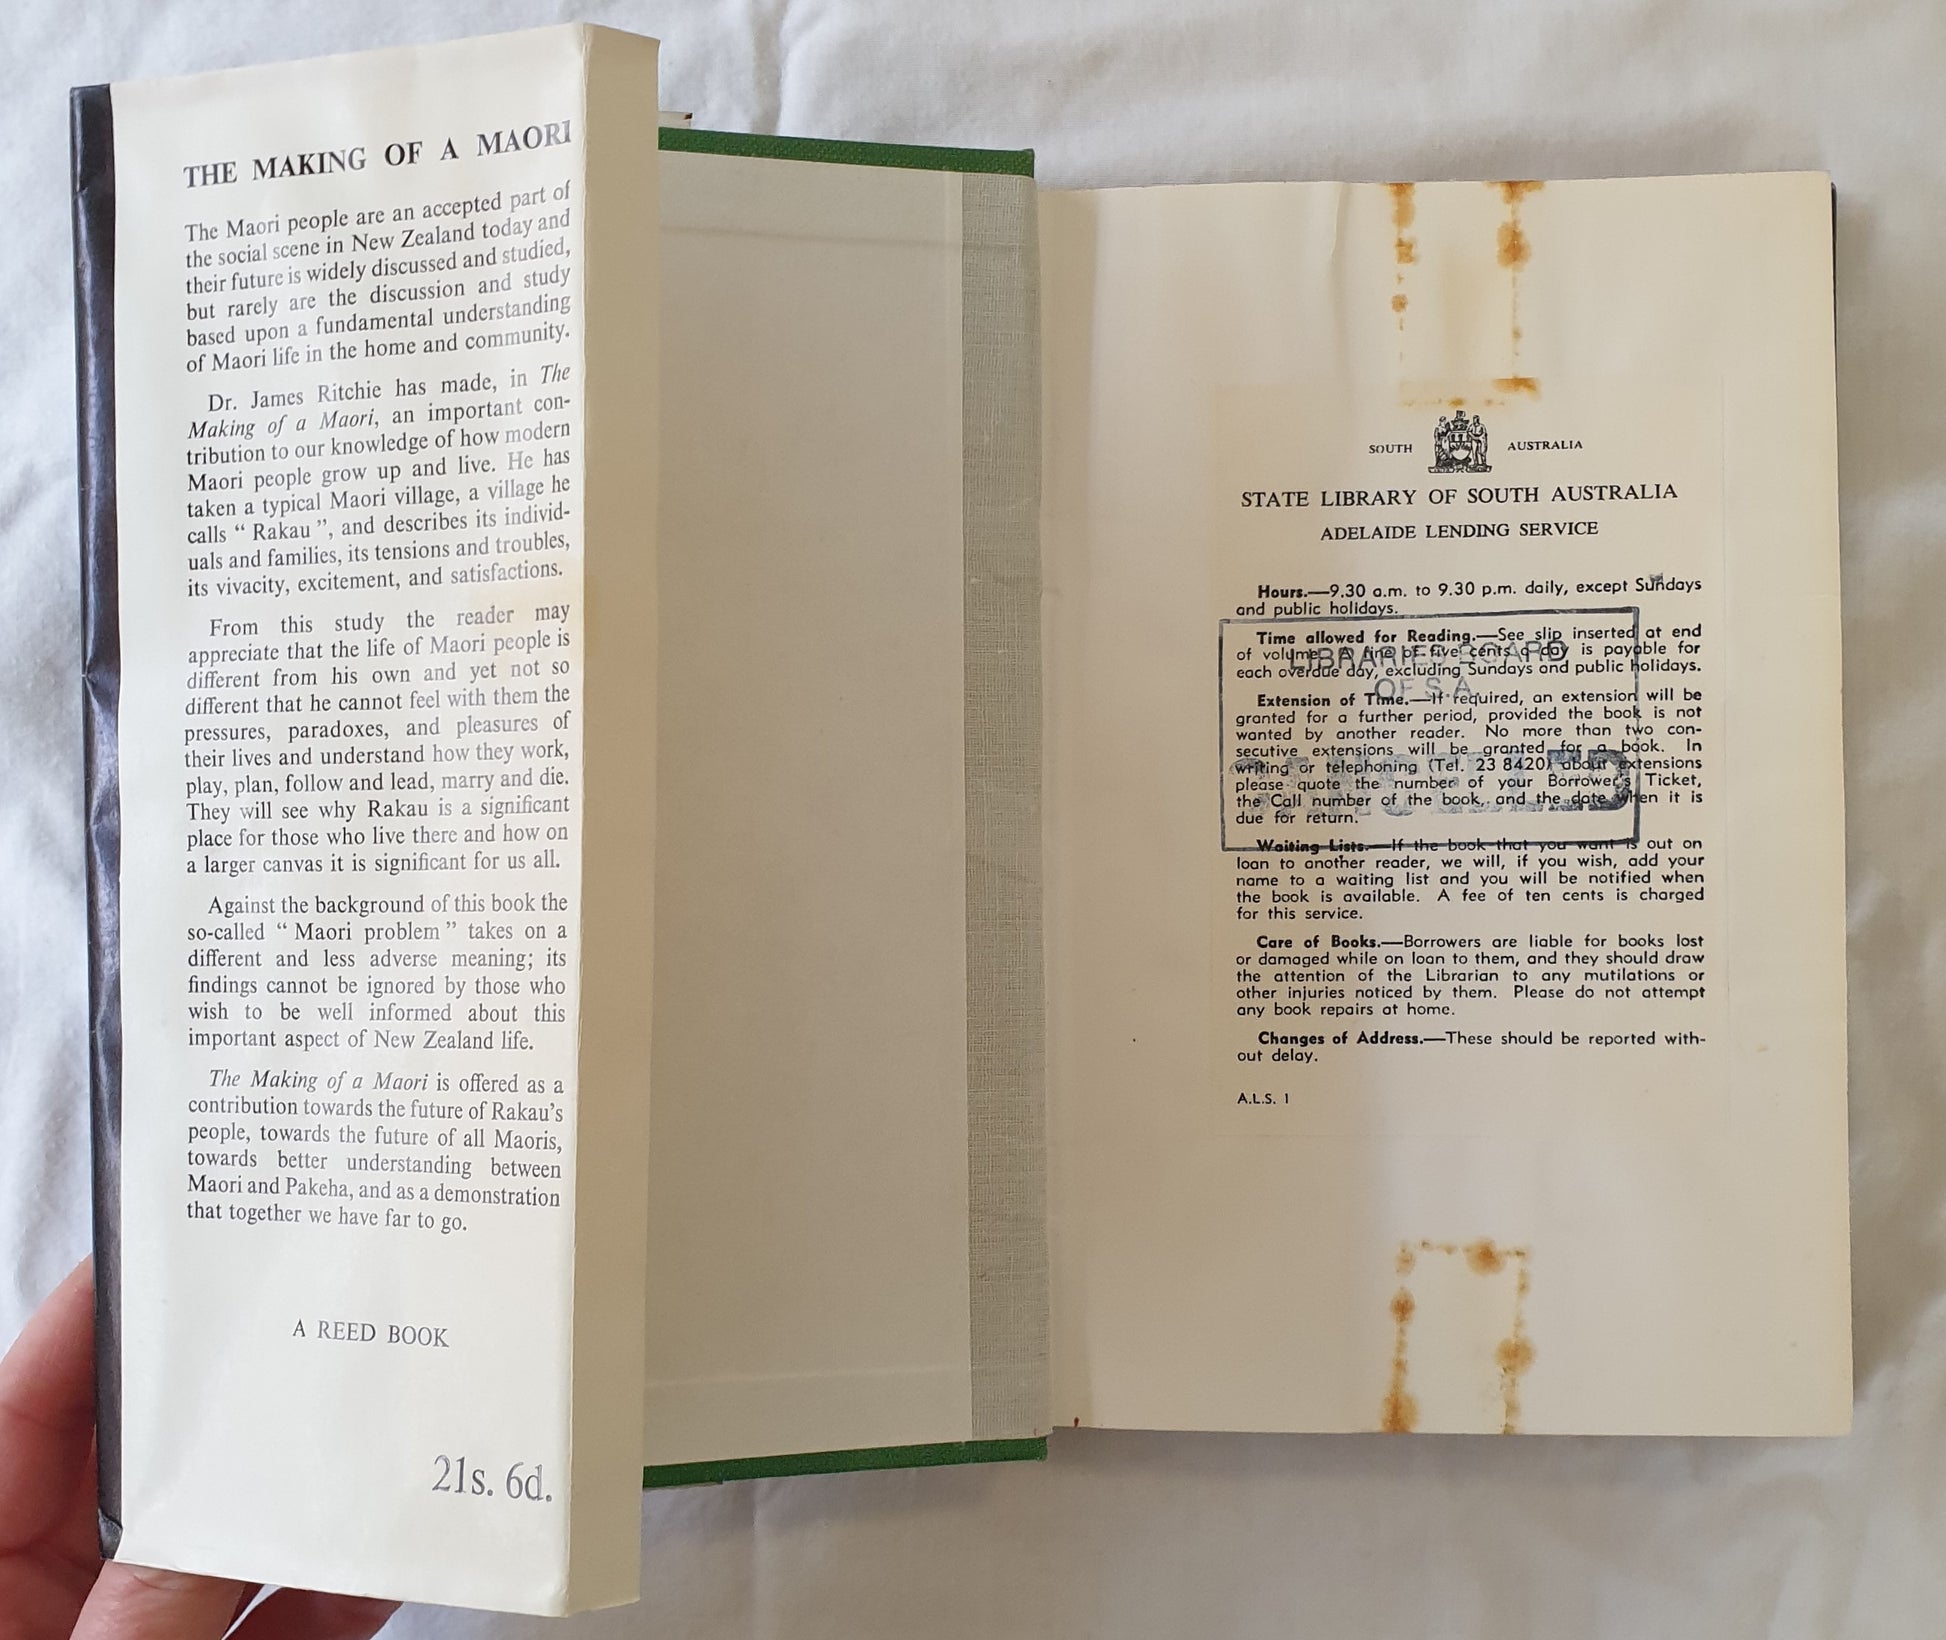 THE MAKING OF A MAORI
The Maori people are an accepted part of
the social scene in New Zealand today and
their future is widely discussed and studied,
but rarely are the discussion and study
based upon a fundamental understanding
of Maori life in the home and community.
Dr. James Ritchie has made, in The
Making of a Maori, an important con-
tribution to our knowledge of how modern
Maori people grow up and live. He has
taken a typical Maori village, a village he
calls “ Rakau ”, and describes its individ-
uals and families, its tensions and troubles,
its vivacity, excitement, and satisfactions.
From this study the reader may
appreciate that the life of Maori people is
different from his own and yet not so
different that he cannot feel with them the
pressures, paradoxes, and pleasures of
their lives and understand how they work,
play, plan, follow and lead, marry and die.
They will see why Rakau is a significant
place for those who live there and how on
a larger canvas it is significant for us all.
Against the background of this book the
so-called “ Maori problem ” takes on a
different and less adverse meaning; its
findings cannot be ignored by those who
wish to be well informed about this
important aspect of New Zealand life.
The Making of a Maori is offered as a
contribution towards the future of Rakau’s
people, towards the future of all Maoris,
towards better understanding between
Maori and Pakeha, and as a demonstration
that together we have far to go.
A REED BOOK
21s. 6d.
SOUTH AUSTRALIA
STATE LIBRARY OF SOUTH AUSTRALIA
ADELAIDE LENDING SERVICE
Hours.—9.30 a.m. to 9.30 p.m. daily, except Sundays
and public holidays.
Time allowed for Reading.—See slip inserted at end
of volume. A fine of five cents a day is payable for
each overdue day, excluding Sundays and public holidays.
Extension of Time.—If required, an extension will be
granted for a further period, provided the book is not
wanted by another reader. No more than two con-
secutive extensions will be granted for a book. In
writing or telephoning (Tel. 23 8420) about extensions
please quote the number of your Borrower's Ticket,
the Call number of the book, and the date when it is
due for return.
Waiting Lists.—If the book that you want is out on
loan to another reader, we will, if you wish, add your
name to a waiting list and you will be notified when
the book is available. A fee of ten cents is charged
for this service.
Care of Books.—Borrowers are liable for books lost
or damaged while on loan to them, and they should draw
the attention of the Librarian to any mutilations or
other injuries noticed by them. Please do not attempt
any book repairs at home.
Changes of Address.—These should be reported with-
out delay.
A.L.S. 1
LIBRARIES BOARD
OF S.A.
CANCELLED